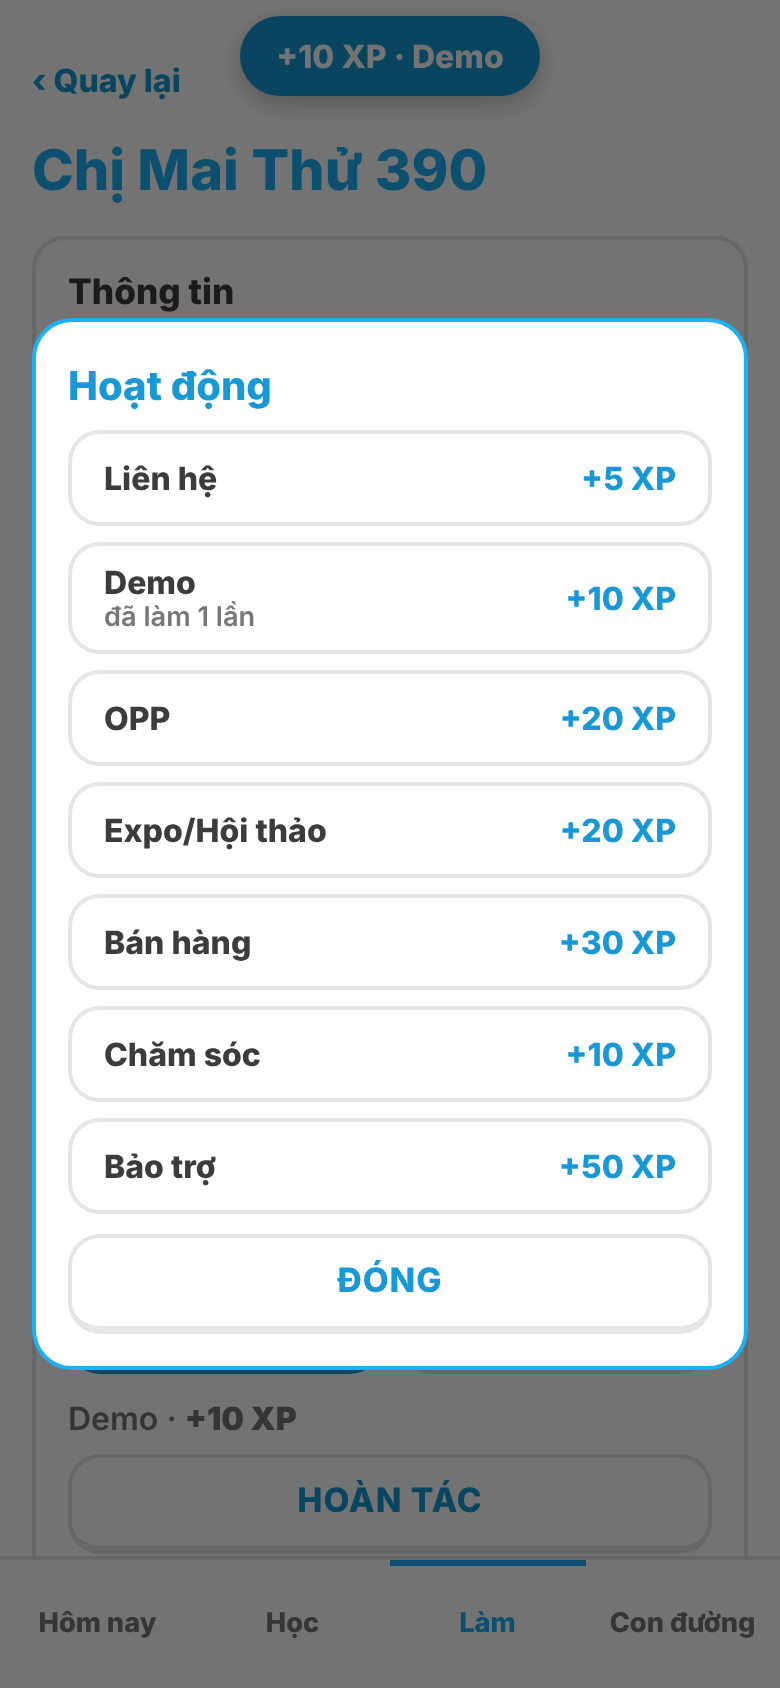 +10 XP · Demo
‹ Quay lại
Chị Mai Thử 390
Thông tin
Hoạt động
Liên hệ +5 XP
Demo +10 XP
đã làm 1 lần
OPP +20 XP
Expo/Hội thảo +20 XP
Bán hàng +30 XP
Chăm sóc +10 XP
Bảo trợ +50 XP
ĐÓNG
Demo · +10 XP
HOÀN TÁC
Hôm nay Học Làm Con đường